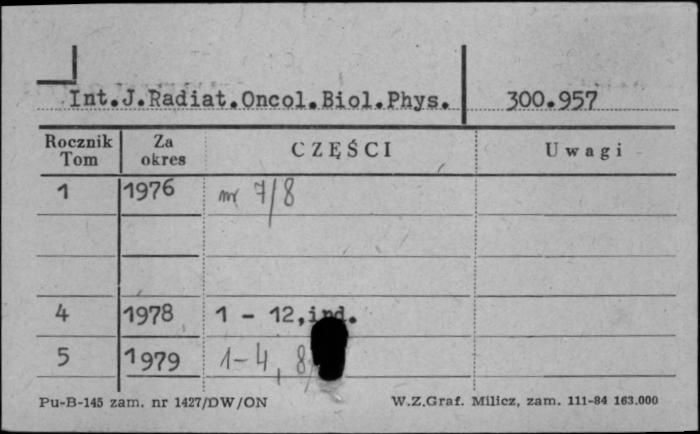 Int.J.Radiat.Oncol.Biol.Phys. 300.957
Rocznik Tom Za okres CZĘŚCI Uwagi
1 1976 nr 7/8
4 1978 1 - 12,ind.
5 1979 1-4, 8
Pu-B-145 zam. nr 1427/DW/ON W.Z.Graf. Milicz, zam. 111-84 163.000